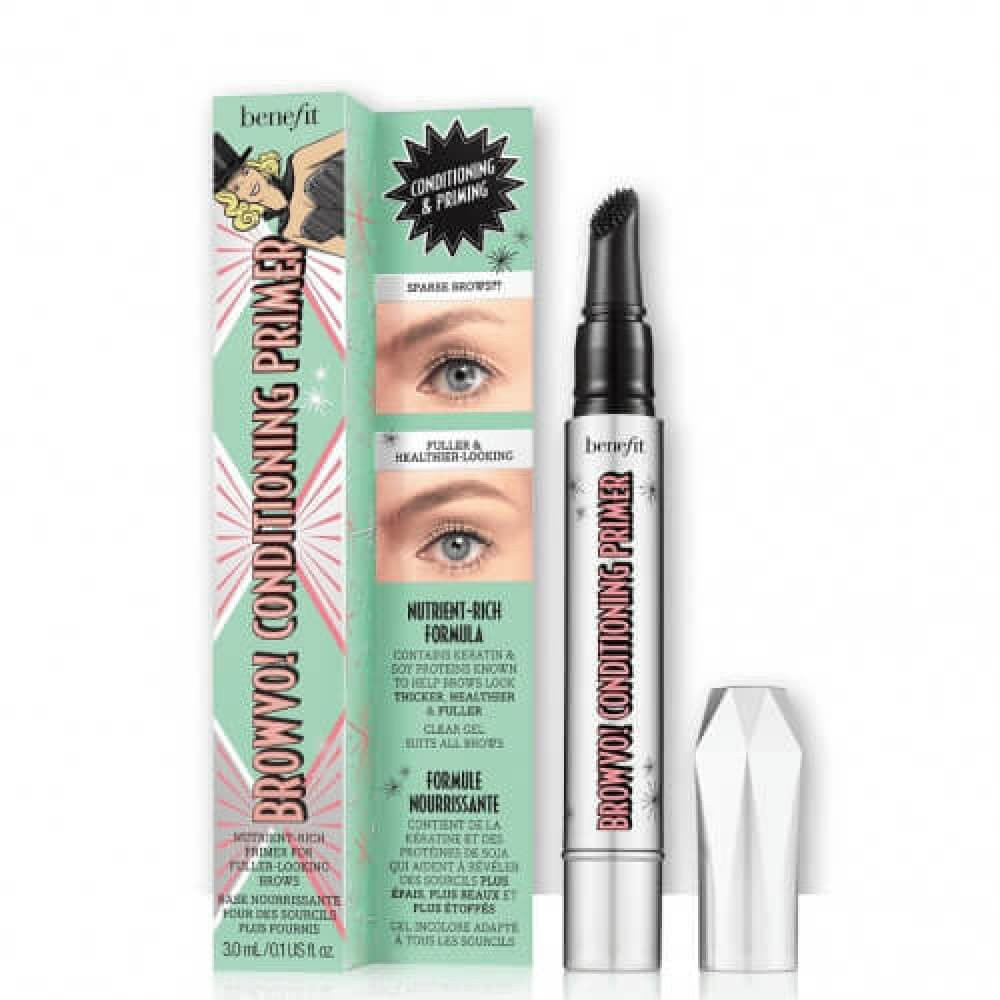 benefit
BROWVO! CONDITIONING PRIMER
NUTRIENT-RICH
PRIMER FOR
FULLER-LOOKING
BROWS
BASE NOURRISSANTE
POUR DES SOURCILS
PLUS FOURNIS
3.0 mL/0.1 US fl. oz.
CONDITIONING
& PRIMING
SPARSE BROWS??
FULLER &
HEALTHIER-LOOKING
NUTRIENT-RICH
FORMULA
CONTAINS KERATIN &
SOY PROTEINS KNOWN
TO HELP BROWS LOOK
THICKER, HEALTHIER
& FULLER
CLEAR GEL
SUITS ALL BROWS
FORMULE
NOURRISSANTE
CONTIENT DE LA
KÉRATINE ET DES
PROTÉINES DE SOJA
QUI AIDENT À RÉVÉLER
DES SOURCILS PLUS
ÉPAIS, PLUS BEAUX ET
PLUS ÉTOFFÉS
GEL INCOLORE ADAPTÉ
À TOUS LES SOURCILS
benefit
BROWVO! CONDITIONING PRIMER